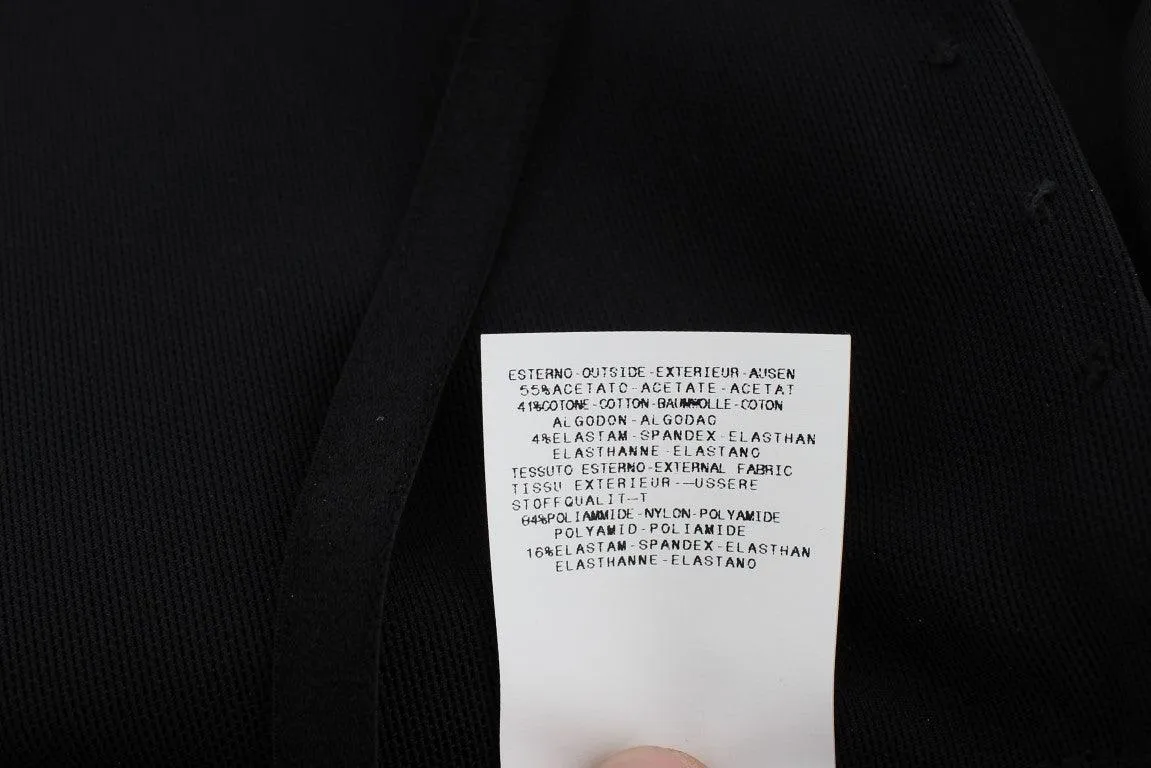 ESTERNO-OUTSIDE-EXTERIEUR-AUSEN
55%ACETATO-ACETATE-ACETAT
41%COTONE-COTTON-BAUMWOLLE-COTON
ALGODON-ALGODAO
4%ELASTAM-SPANDEX-ELASTHAN
ELASTHANNE-ELASTANO
TESSUTO ESTERNO-EXTERNAL FABRIC
TISSU EXTERIEUR-—USSERE
STOFFQUALIT—T
84%POLIAMMIDE-NYLON-POLYAMIDE
POLYAMID-POLIAMIDE
16%ELASTAM-SPANDEX-ELASTHAN
ELASTHANNE-ELASTANO